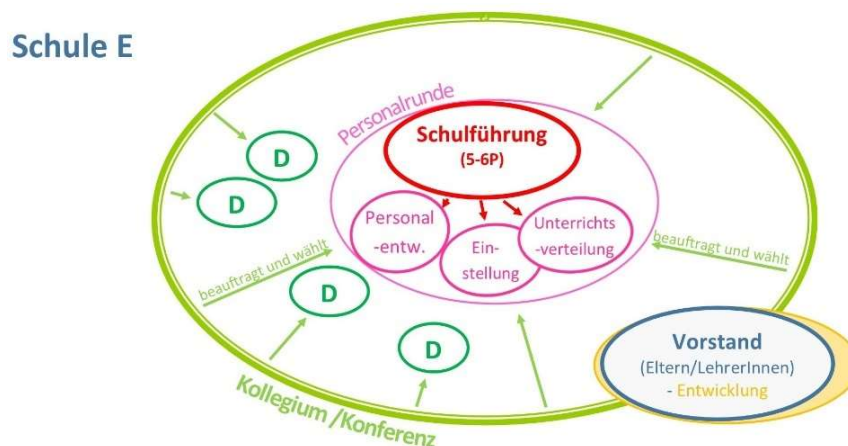 Schule E
Personalrunde
Schulführung
(5-6P)
D
D
Personal
-entw.
Ein-
stellung
Unterrichts
-verteilung
beauftragt und wählt
beauftragt und wählt
D
D
Kollegium /Konferenz
Vorstand
(Eltern/LehrerInnen)
- Entwicklung